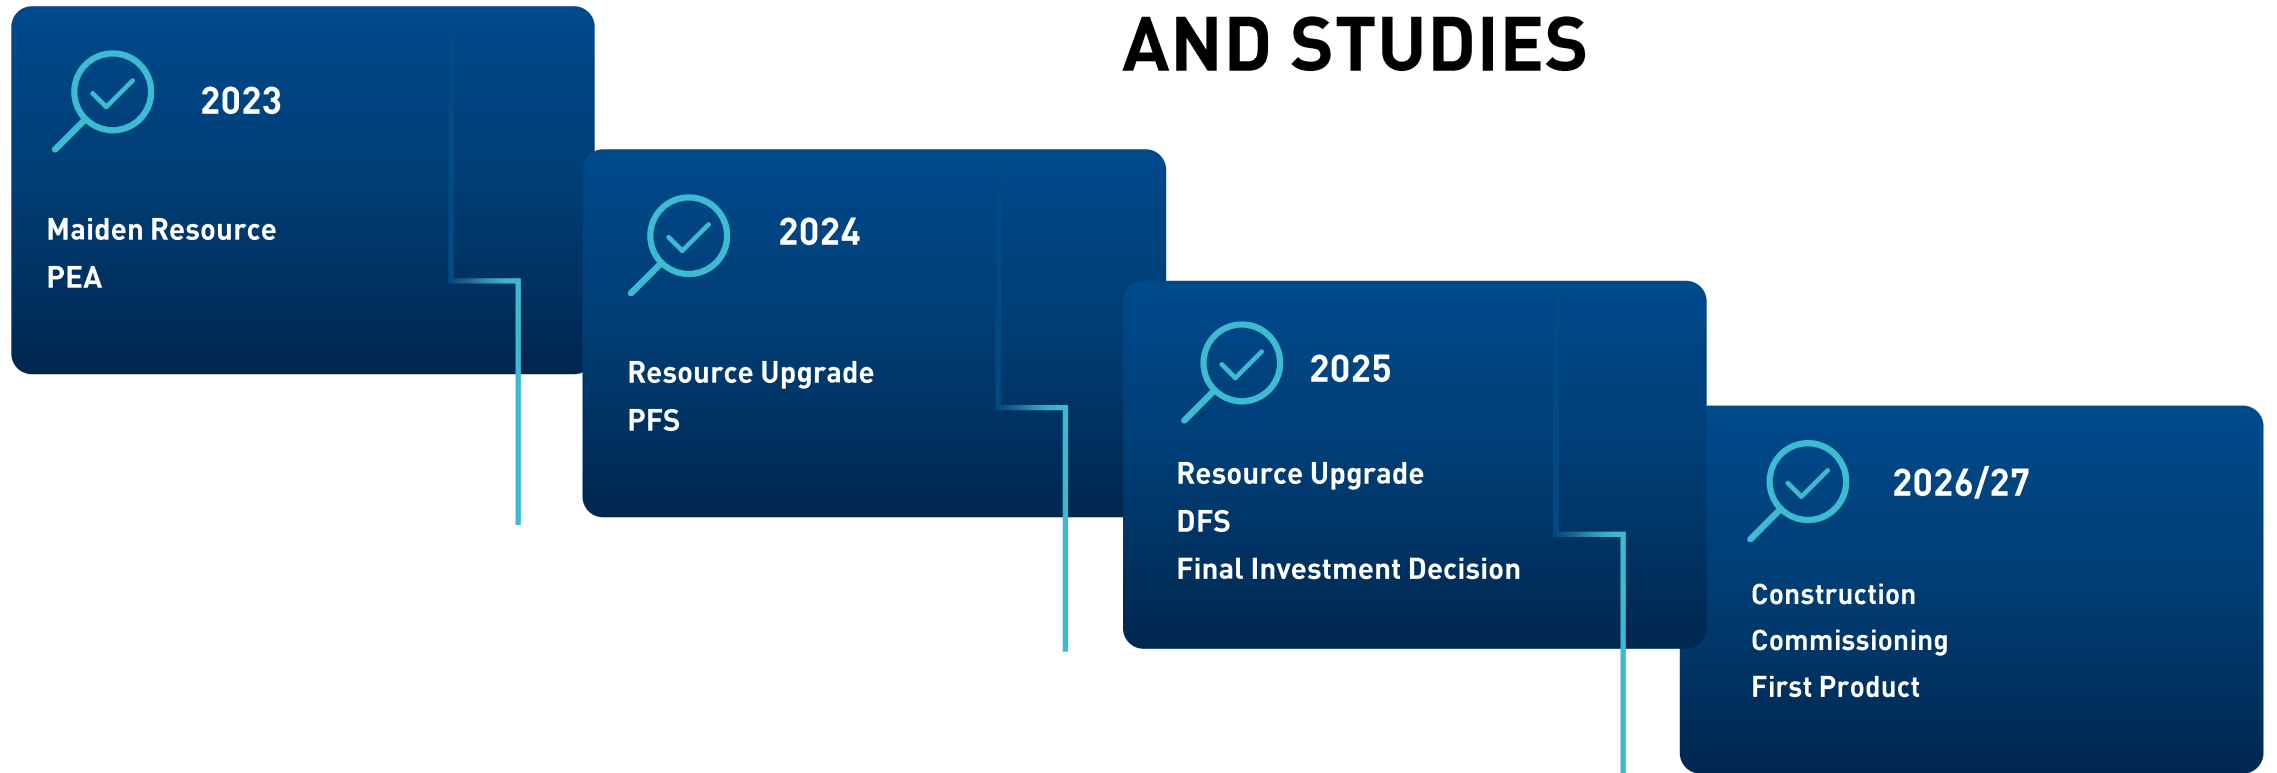 AND STUDIES
2023
Maiden Resource
PEA
2024
Resource Upgrade
PFS
2025
Resource Upgrade
DFS
Final Investment Decision
2026/27
Construction
Commissioning
First Product